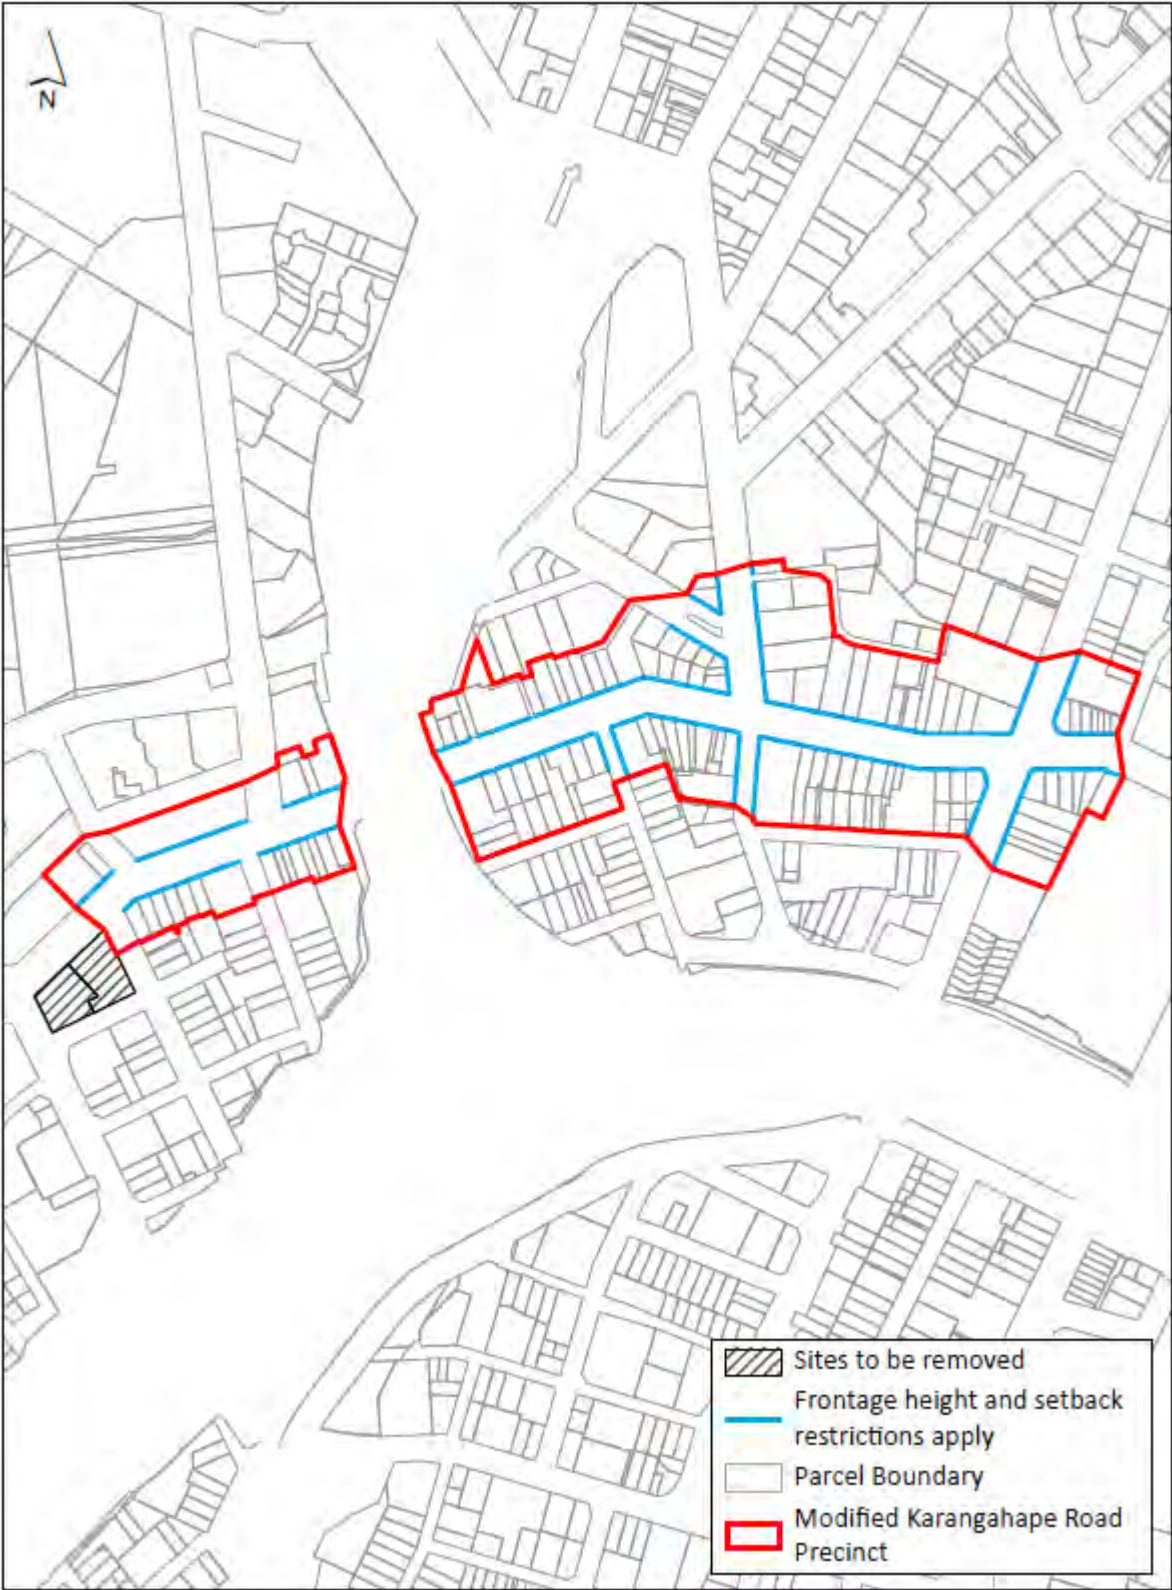 N
Sites to be removed
Frontage height and setback
restrictions apply
Parcel Boundary
Modified Karangahape Road
Precinct